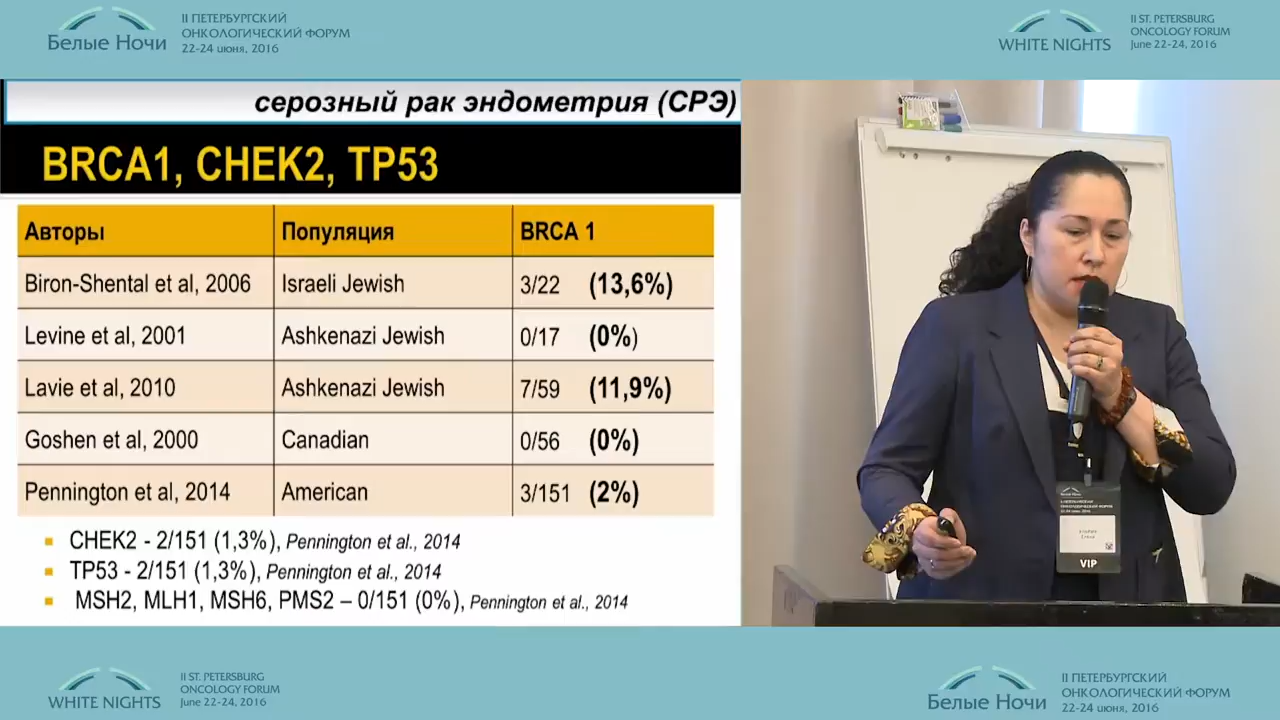 Белые Ночи
II ПЕТЕРБУРГСКИЙ
ОНКОЛОГИЧЕСКИЙ ФОРУМ
22-24 июня, 2016
WHITE NIGHTS
II ST. PETERSBURG
ONCOLOGY FORUM
June 22-24, 2016
серозный рак эндометрия (СРЭ)
BRCA1, CHEK2, TP53
Авторы Популяция BRCA 1
Biron-Shental et al, 2006 Israeli Jewish 3/22 (13,6%)
Levine et al, 2001 Ashkenazi Jewish 0/17 (0%)
Lavie et al, 2010 Ashkenazi Jewish 7/59 (11,9%)
Goshen et al, 2000 Canadian 0/56 (0%)
Pennington et al, 2014 American 3/151 (2%)
CHEK2 - 2/151 (1,3%), Pennington et al., 2014
TP53 - 2/151 (1,3%), Pennington et al., 2014
MSH2, MLH1, MSH6, PMS2 – 0/151 (0%), Pennington et al., 2014
Белые Ночи
VIP
WHITE NIGHTS
II ST. PETERSBURG
ONCOLOGY FORUM
June 22-24, 2016
Белые Ночи
II ПЕТЕРБУРГСКИЙ
ОНКОЛОГИЧЕСКИЙ ФОРУМ
22-24 июня, 2016